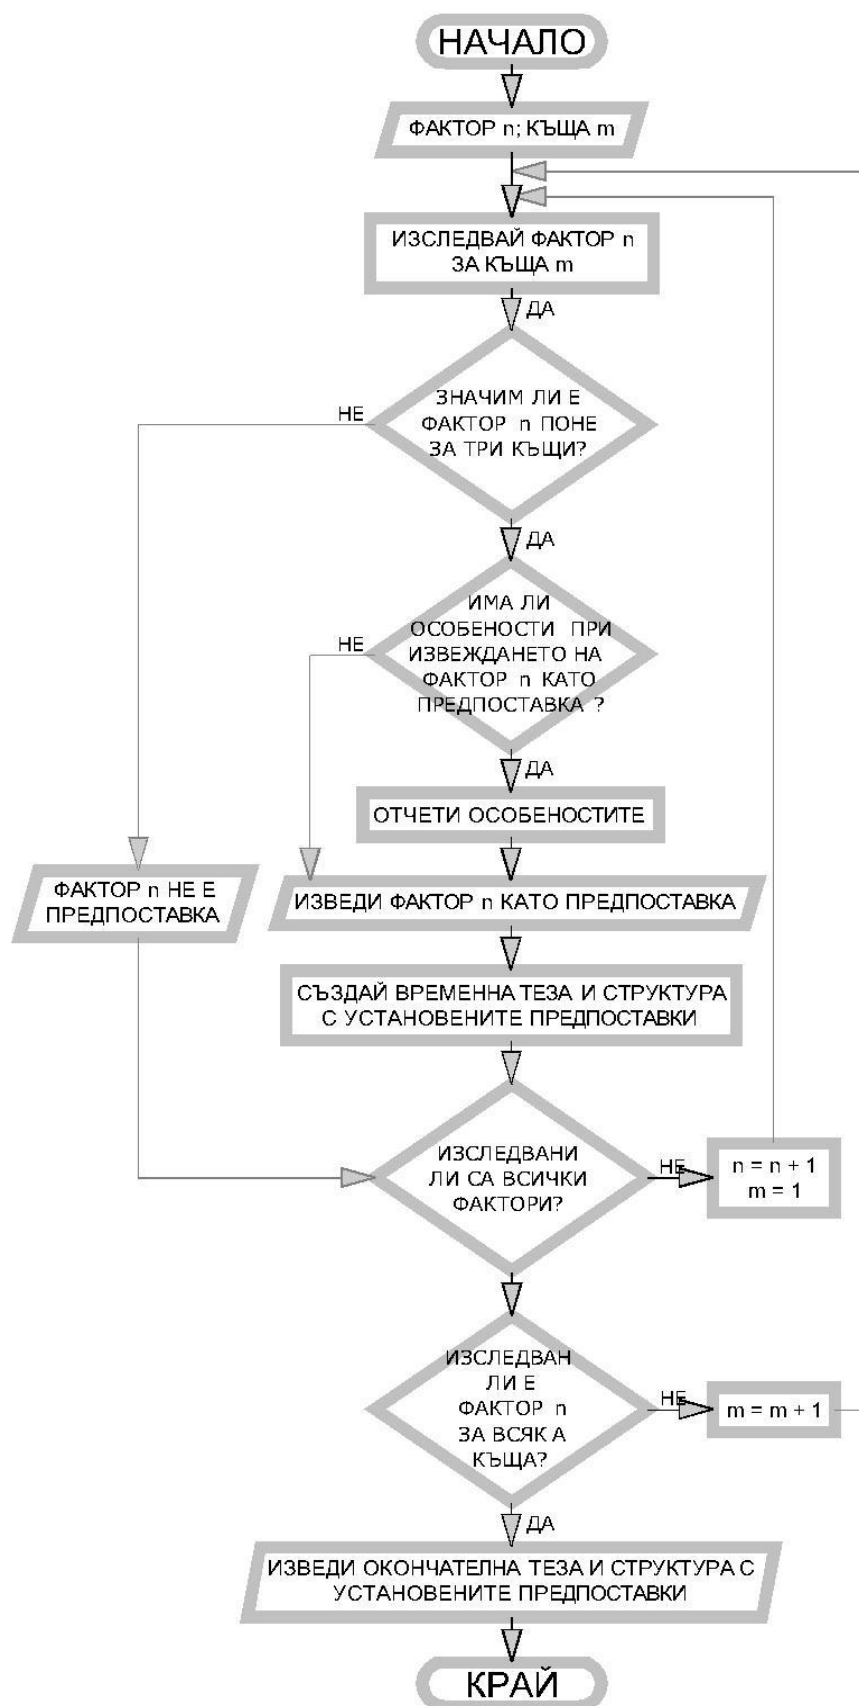 НАЧАЛО
ФАКТОР n; КЪЩА m
ИЗСЛЕДВАЙ ФАКТОР n
ЗА КЪЩА m
ДА
ЗНАЧИМ ЛИ Е
ФАКТОР n ПОНЕ
ЗА ТРИ КЪЩИ?
НЕ
ДА
ИМА ЛИ
ОСОБЕНОСТИ ПРИ
ИЗВЕЖДАНЕТО НА
ФАКТОР n КАТО
ПРЕДПОСТАВКА ?
НЕ
ДА
ОТЧЕТИ ОСОБЕНОСТИТЕ
ФАКТОР n НЕ Е
ПРЕДПОСТАВКА
ИЗВЕДИ ФАКТОР n КАТО ПРЕДПОСТАВКА
СЪЗДАЙ ВРЕМЕННА ТЕЗА И СТРУКТУРА
С УСТАНОВЕНИТЕ ПРЕДПОСТАВКИ
ИЗСЛЕДВАНИ
ЛИ СА ВСИЧКИ
ФАКТОРИ?
НЕ
n = n + 1
m = 1
ИЗСЛЕДВАН
ЛИ Е
ФАКТОР n
ЗА ВСЯК А
КЪЩА?
НЕ
m = m + 1
ДА
ИЗВЕДИ ОКОНЧАТЕЛНА ТЕЗА И СТРУКТУРА С
УСТАНОВЕНИТЕ ПРЕДПОСТАВКИ
КРАЙ